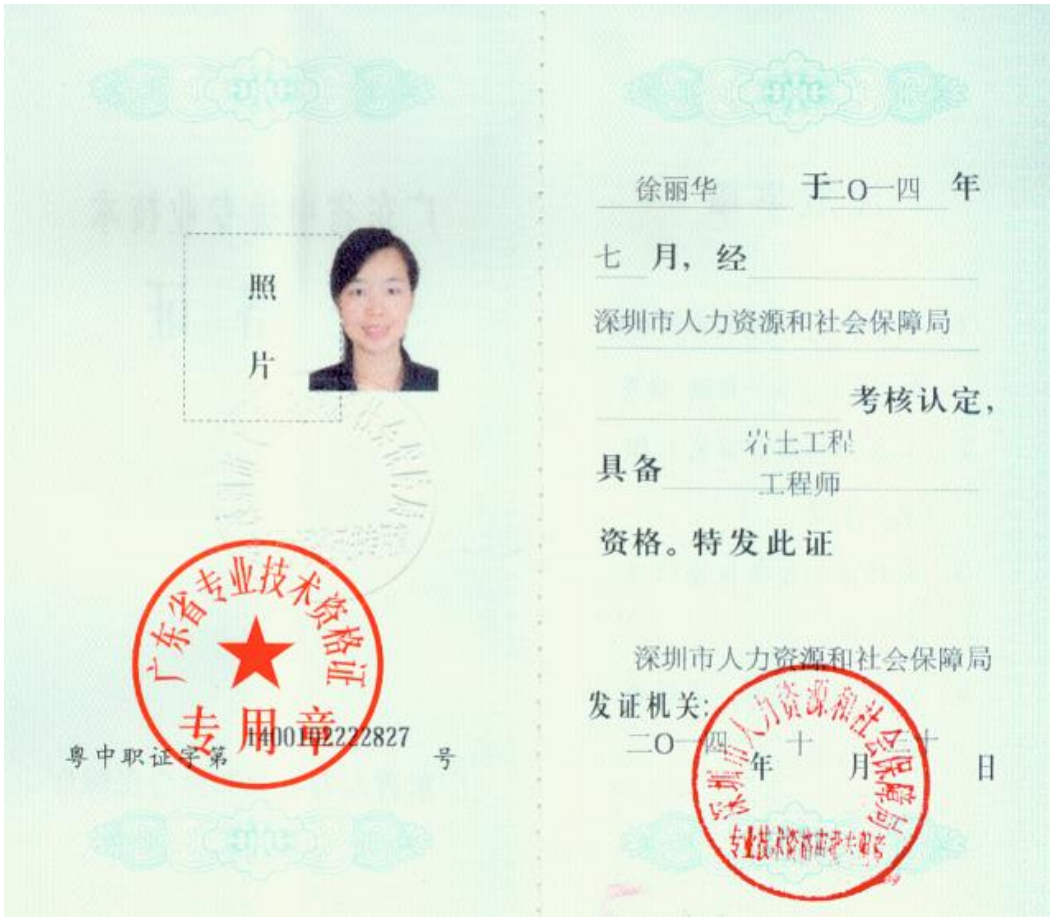 照
片
广东省专业技术资格证
专用章
粤中职证字第 1400102222827 号
徐丽华 于二O一四 年
七 月，经
深圳市人力资源和社会保障局
考核认定，
岩土工程
具备 工程师
资格。特发此证
深圳市人力资源和社会保障局
发证机关：
二O一四 年 十 月 三十 日
深圳市人力资源和社会保障局